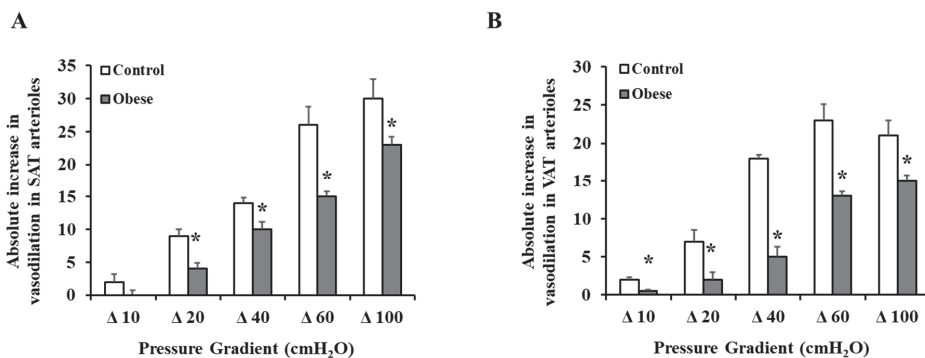 A
Absolute increase in
vasodilation in SAT arterioles
35
30
25
20
15
10
5
0
Control
Obese
*
*
*
*
Δ 10
Δ 20
Δ 40
Δ 60
Δ 100
Pressure Gradient (cmH₂O)
B
Absolute increase in
vasodilation in VAT arterioles
30
25
20
15
10
5
0
Control
Obese
*
*
*
*
*
Δ 10
Δ 20
Δ 40
Δ 60
Δ 100
Pressure Gradient (cmH₂O)